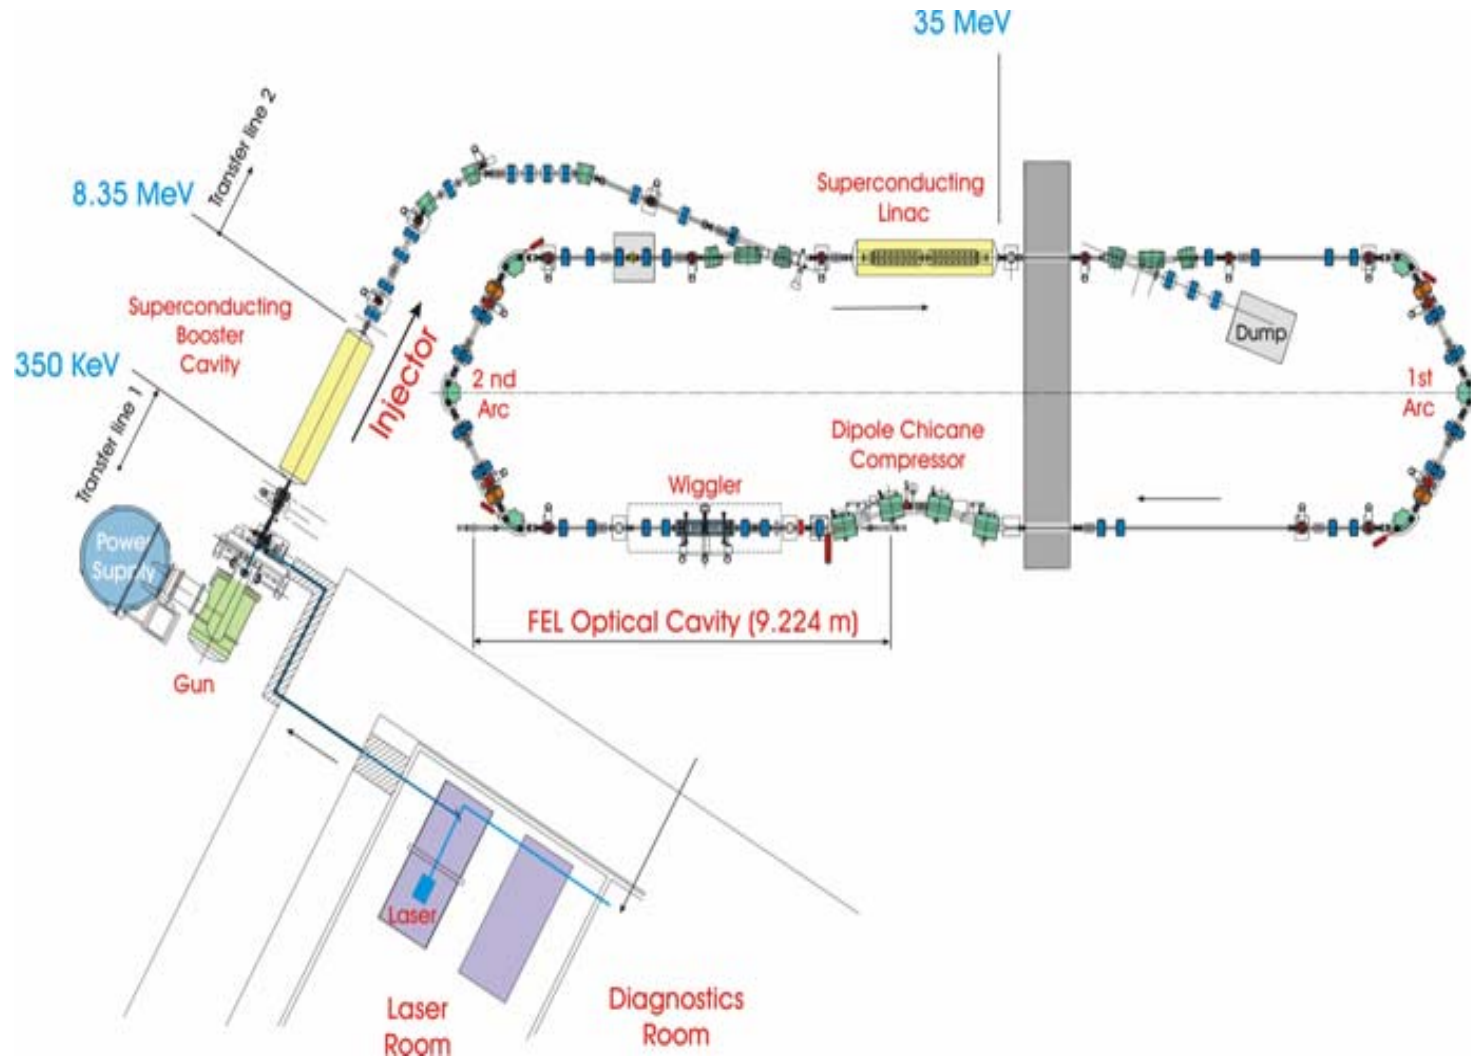 35 MeV
Transfer line 2
8.35 MeV
Superconducting
Linac
Superconducting
Booster
Cavity
Injector
Dump
350 KeV
Transfer line 1
2 nd
Arc
1st
Arc
Dipole Chicane
Compressor
Wiggler
Power
Supply
FEL Optical Cavity (9.224 m)
Gun
Laser
Laser
Room
Diagnostics
Room